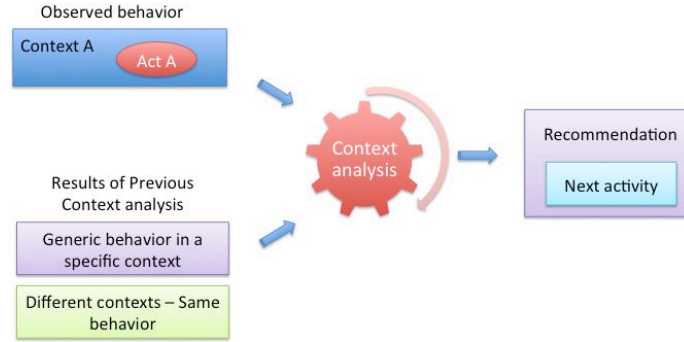 Observed behavior
Context A
Act A
Context
analysis
Recommendation
Next activity
Results of Previous
Context analysis
Generic behavior in a
specific context
Different contexts – Same
behavior